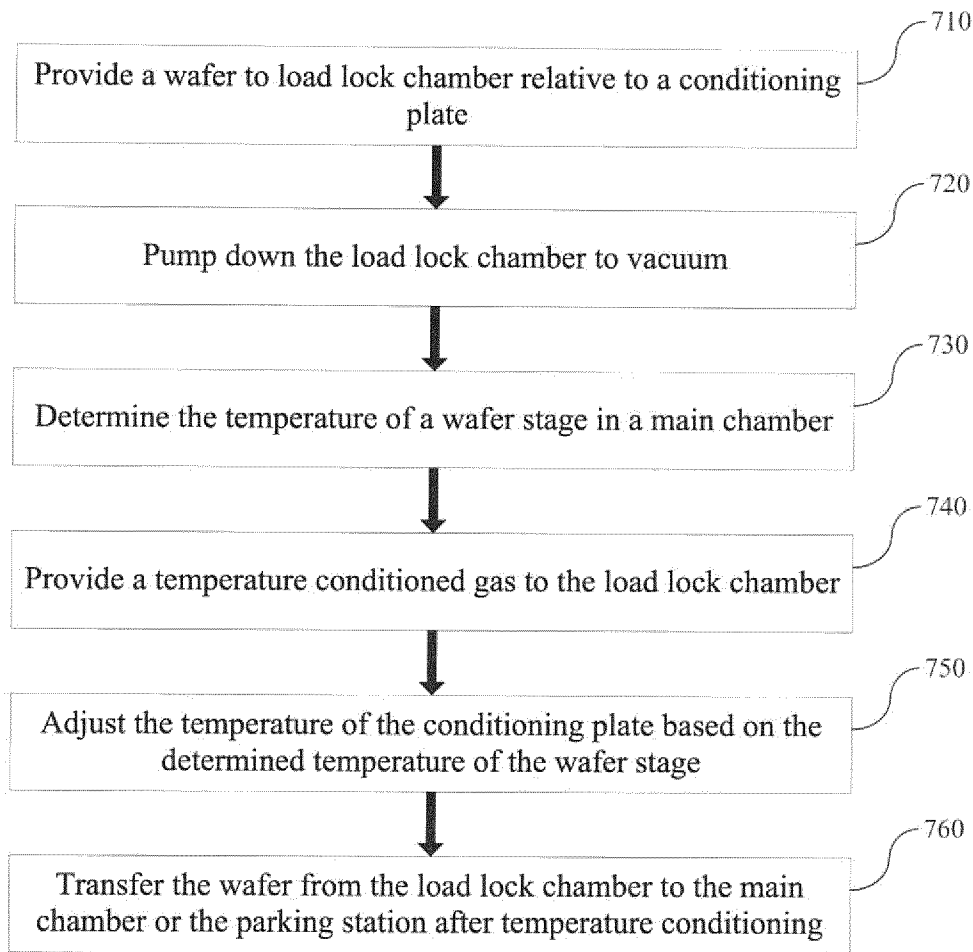 710
Provide a wafer to load lock chamber relative to a conditioning
plate
720
Pump down the load lock chamber to vacuum
730
Determine the temperature of a wafer stage in a main chamber
740
Provide a temperature conditioned gas to the load lock chamber
750
Adjust the temperature of the conditioning plate based on the
determined temperature of the wafer stage
760
Transfer the wafer from the load lock chamber to the main
chamber or the parking station after temperature conditioning